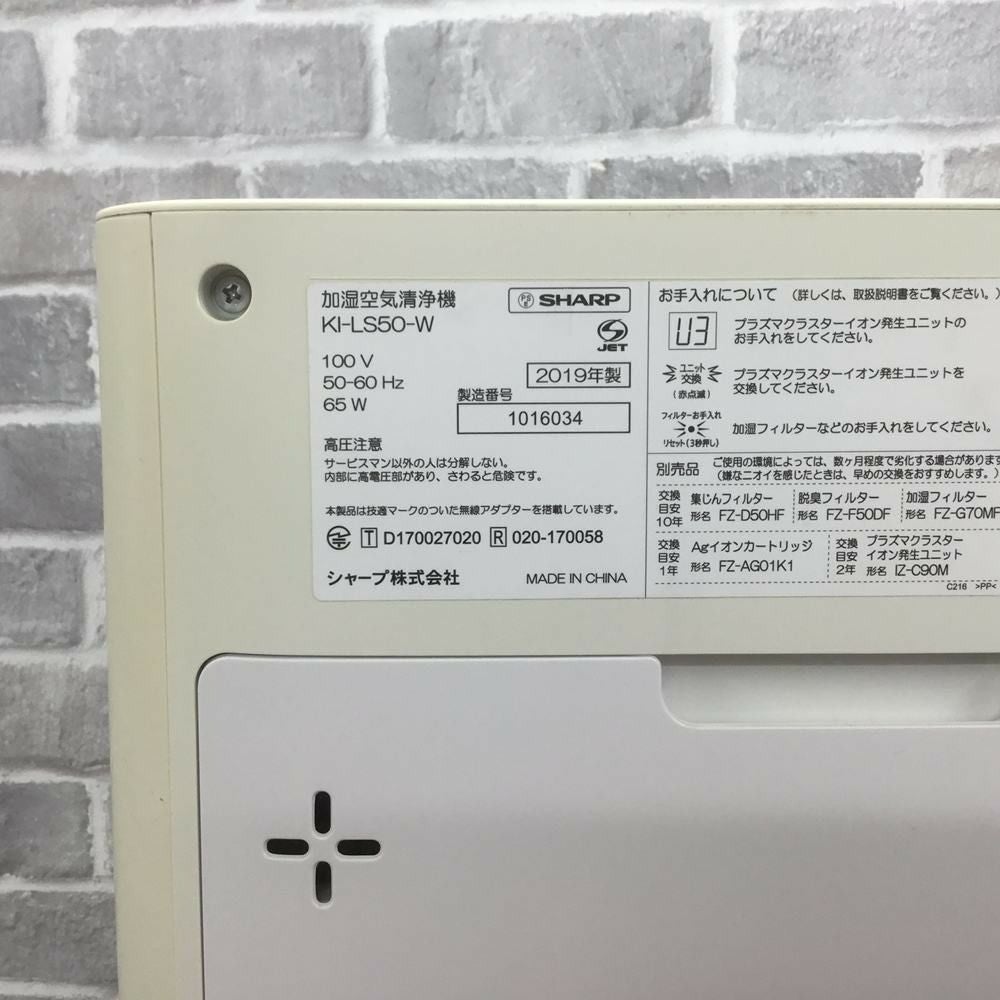 加湿空気清浄機
KI-LS50-W
PS E SHARP
S JET
100 V
50-60 Hz
65 W
2019年製
製造番号
1016034
高圧注意
サービスマン以外の人は分解しない。
内部に高電圧部があり、さわると危険です。
本製品は技適マークのついた無線アダプターを搭載しています。
T D170027020 R 020-170058
シャープ株式会社 MADE IN CHINA
お手入れについて (詳しくは、取扱説明書をご覧ください。)
U3 プラズマクラスターイオン発生ユニットの
お手入れをしてください。
ユニット
交換
(赤点滅)
プラズマクラスターイオン発生ユニットを
交換してください。
フィルターお手入れ
リセット(3秒押し)
加湿フィルターなどのお手入れをしてください。
別売品 ご使用の環境によっては、数ヶ月程度で劣化する場合があります
(嫌なニオイを感じたときは、早めの交換をおすすめします。)
交換
目安
10年
集じんフィルター
形名 FZ-D50HF
脱臭フィルター
形名 FZ-F50DF
加湿フィルター
形名 FZ-G70MF
交換
目安
1年
Agイオンカートリッジ
形名 FZ-AG01K1
交換
目安
2年
プラズマクラスター
イオン発生ユニット
形名 IZ-C90M
C216 >PP<